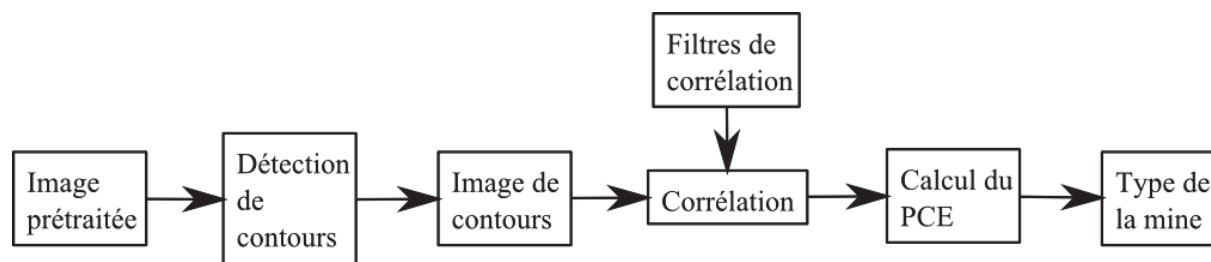 Filtres de
corrélation
Image
prétraitée
Détection
de
contours
Image de
contours
Corrélation
Calcul du
PCE
Type de
la mine